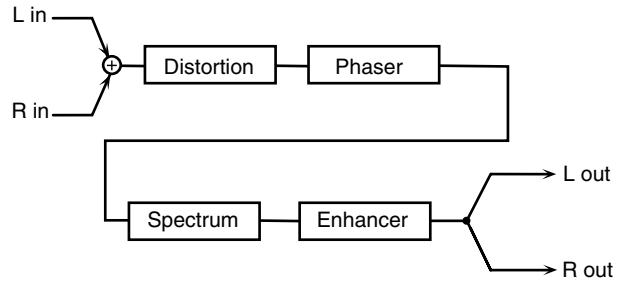 L in
Distortion
Phaser
R in
Spectrum
Enhancer
L out
R out